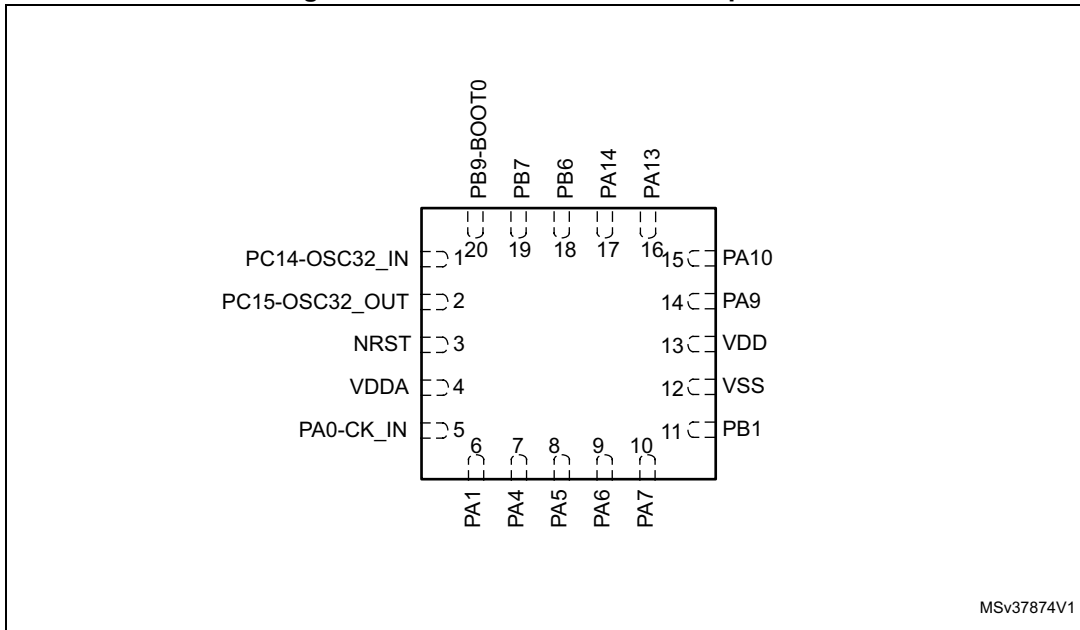 PB9-BOOT0
PB7
PB6
PA14
PA13
20 19 18 17 16
PC14-OSC32_IN 1
15 PA10
PC15-OSC32_OUT 2
14 PA9
NRST 3
13 VDD
VDDA 4
12 VSS
PA0-CK_IN 5
11 PB1
6 7 8 9 10
PA1
PA4
PA5
PA6
PA7
MSv37874V1